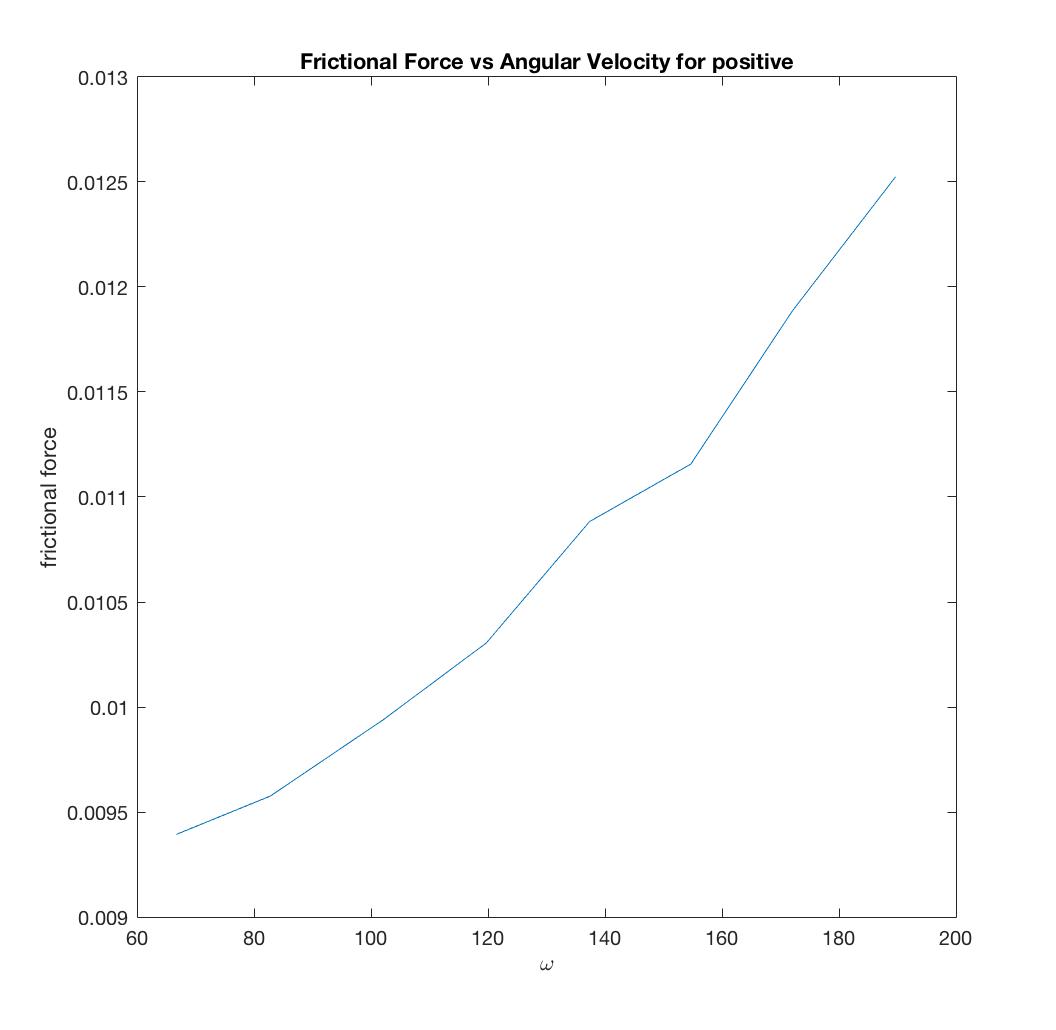 Frictional Force vs Angular Velocity for positive
0.013
0.0125
0.012
0.0115
0.011
0.0105
0.01
0.0095
0.009
frictional force
60 80 100 120 140 160 180 200
ω